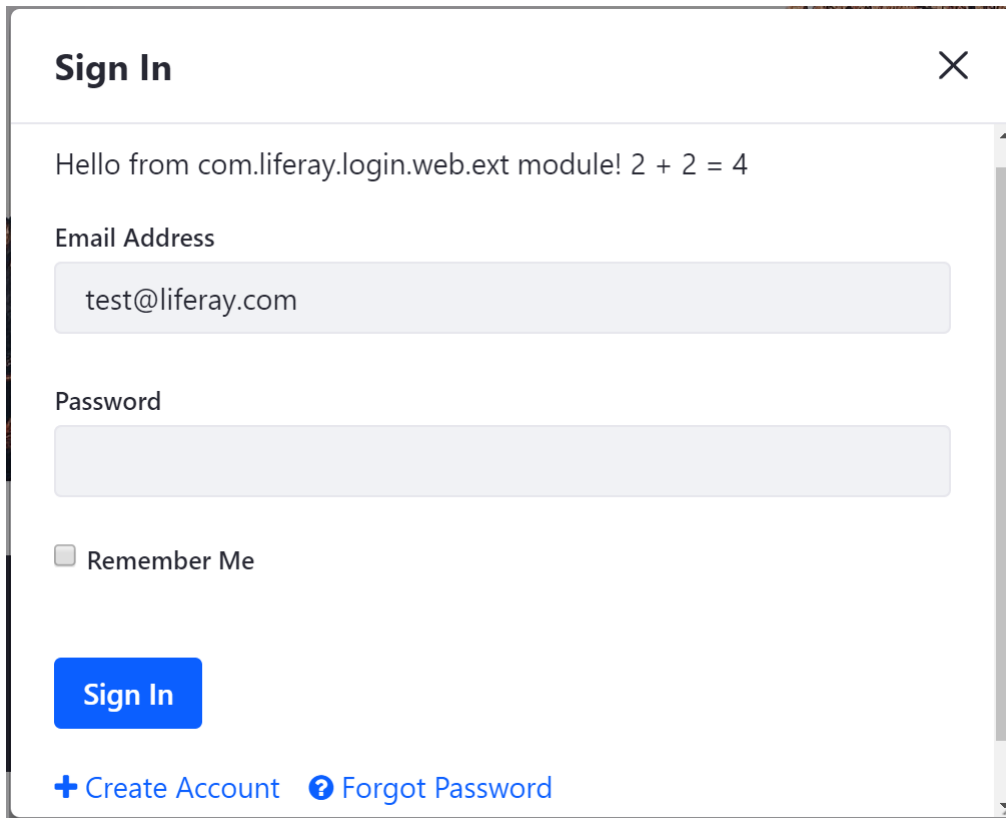 Sign In
Hello from com.liferay.login.web.ext module! 2 + 2 = 4
Email Address
test@liferay.com
Password
Remember Me
Sign In
Create Account Forgot Password